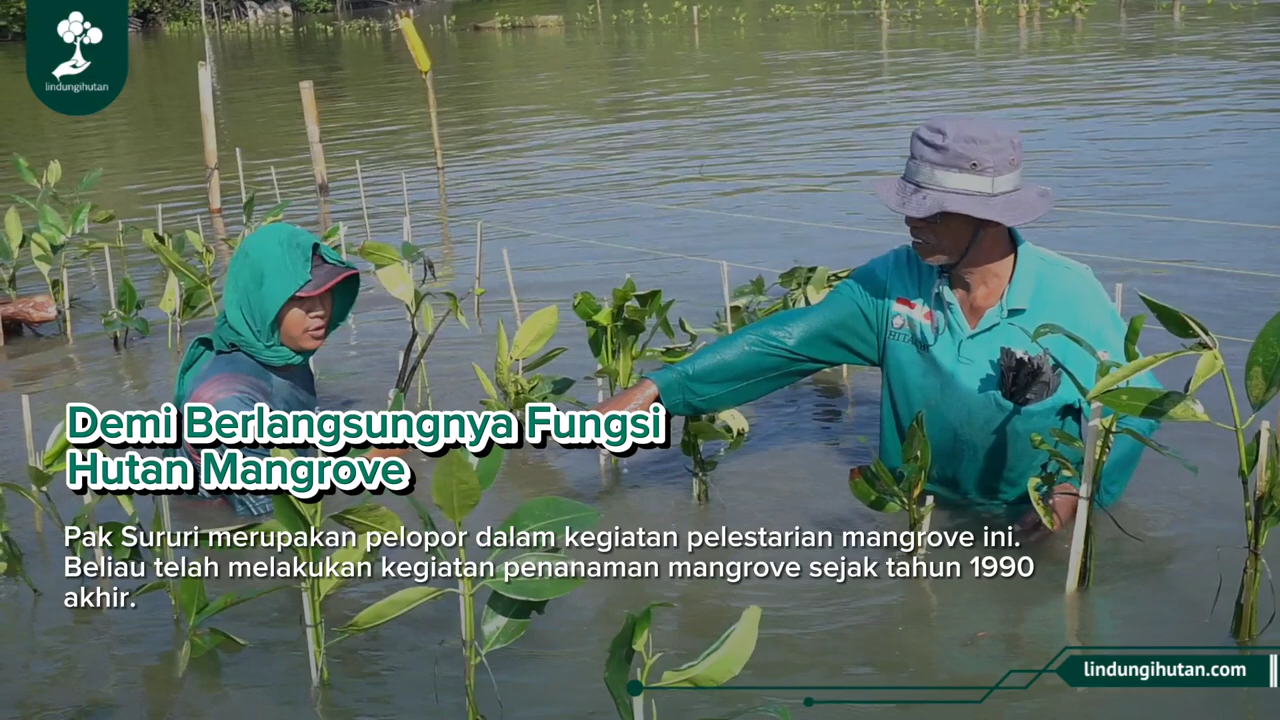 lindungihutan
Demi Berlangsungnya Fungsi
Hutan Mangrove
Pak Sururi merupakan pelopor dalam kegiatan pelestarian mangrove ini.
Beliau telah melakukan kegiatan penanaman mangrove sejak tahun 1990
akhir.
lindungihutan.com